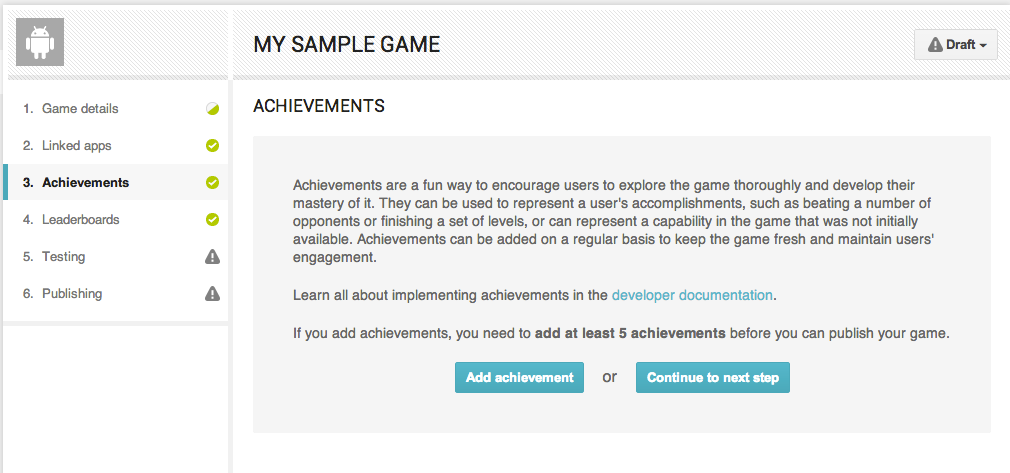 MY SAMPLE GAME
Draft
1. Game details
2. Linked apps
3. Achievements
4. Leaderboards
5. Testing
6. Publishing
ACHIEVEMENTS
Achievements are a fun way to encourage users to explore the game thoroughly and develop their
mastery of it. They can be used to represent a user's accomplishments, such as beating a number of
opponents or finishing a set of levels, or can represent a capability in the game that was not initially
available. Achievements can be added on a regular basis to keep the game fresh and maintain users'
engagement.
Learn all about implementing achievements in the developer documentation.
If you add achievements, you need to add at least 5 achievements before you can publish your game.
Add achievement or Continue to next step